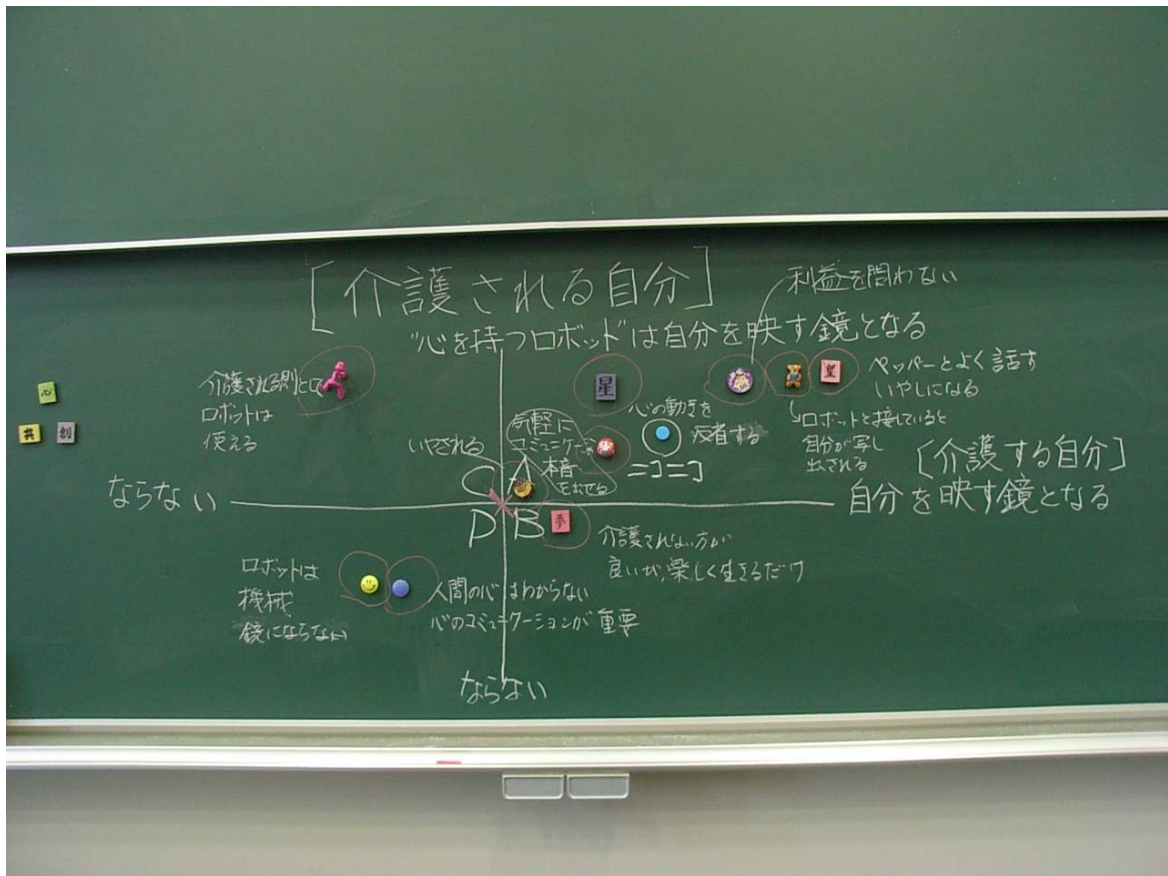 [介護される自分]
利益を問わない
"心を持つロボット"は自分を映す鏡となる
介護される側として
ロボットは
使える
星
望
ペッパーとよく話す
いやしになる
心
共
創
心の動きを
反省する
ニコニコ
ロボットと接していると
自分が写し
出される
いやされる
気軽に
コミュニケーション
本音
を出せる
C A
D B
ならない
[介護する自分]
自分を映す鏡となる
夢
介護されない方が
良いが、楽しく生きるだけ
ロボットは
機械
鏡にならない
人間の心はわからない
心のコミュニケーションが重要
ならない